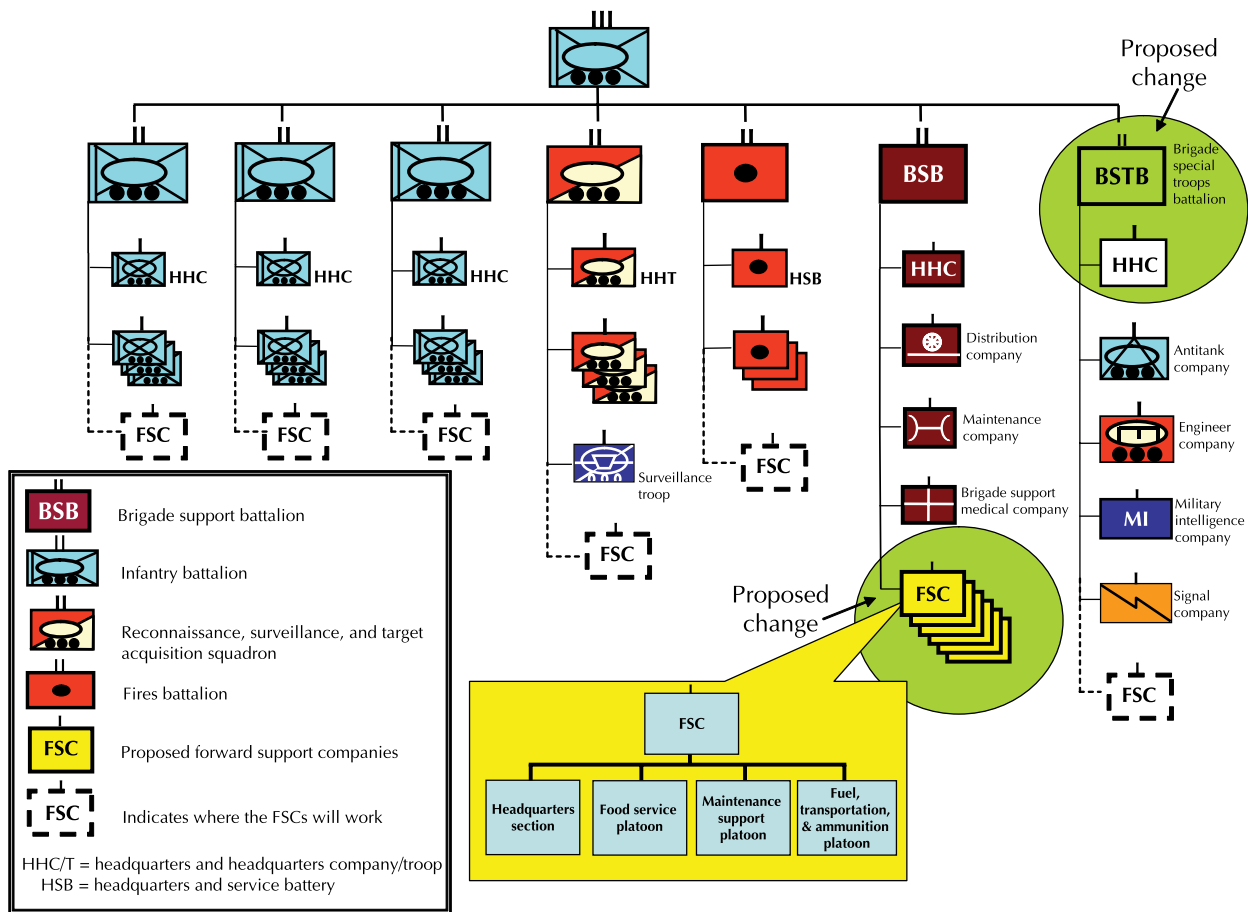 Proposed
change
BSB
BSTB
Brigade
special
troops
battalion
HHC
HHC
HHC
HHT
HSB
HHC
HHC
Distribution
company
Antitank
company
FSC
FSC
FSC
Maintenance
company
Engineer
company
FSC
Surveillance
troop
Brigade support
medical company
MI
Military
intelligence
company
FSC
Proposed
change
FSC
Signal
company
FSC
BSB
Brigade support battalion
Infantry battalion
Reconnaissance, surveillance, and target
acquisition squadron
Fires battalion
FSC
Proposed forward support companies
FSC
Indicates where the FSCs will work
HHC/T = headquarters and headquarters company/troop
HSB = headquarters and service battery
FSC
Headquarters
section
Food service
platoon
Maintenance
support
platoon
Fuel,
transportation,
& ammunition
platoon